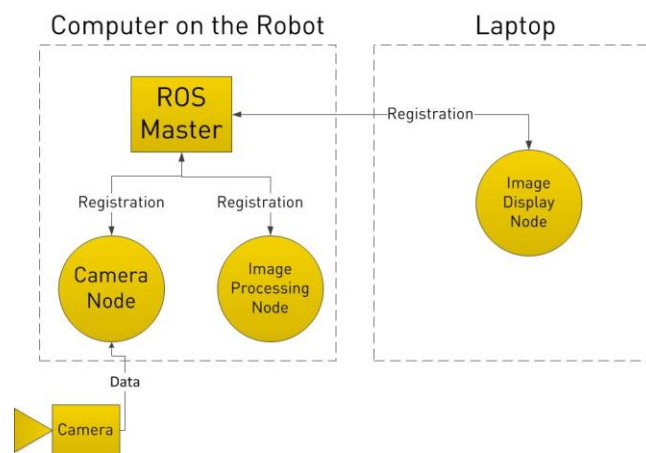 Computer on the Robot
Laptop
ROS
Master
Registration
Registration
Registration
Image
Display
Node
Camera
Node
Image
Processing
Node
Data
Camera